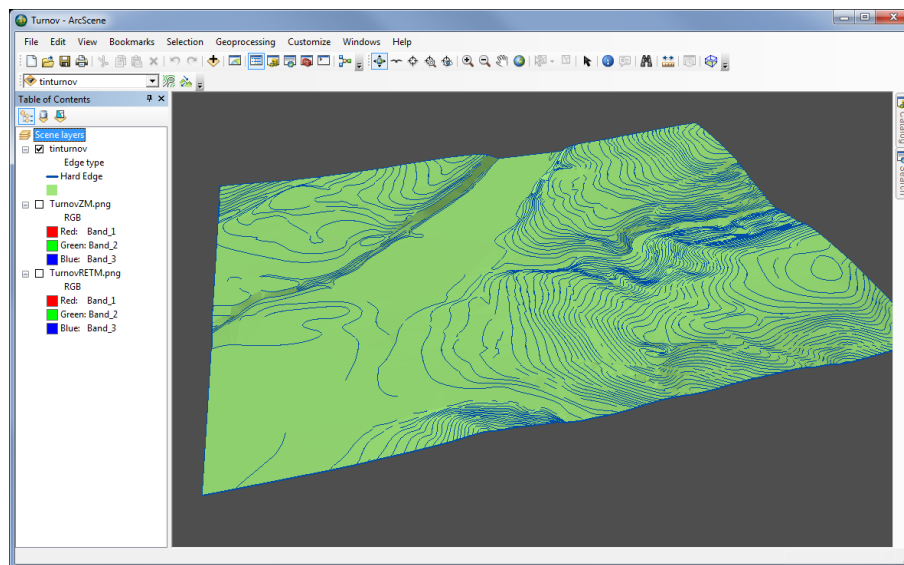 Turnov - ArcScene
File Edit View Bookmarks Selection Geoprocessing Customize Windows Help
tinturnov
Table of Contents
Scene layers
tinturnov
Edge type
Hard Edge
TurnovZM.png
RGB
Red: Band_1
Green: Band_2
Blue: Band_3
TurnovRETM.png
RGB
Red: Band_1
Green: Band_2
Blue: Band_3
Catalog
Search